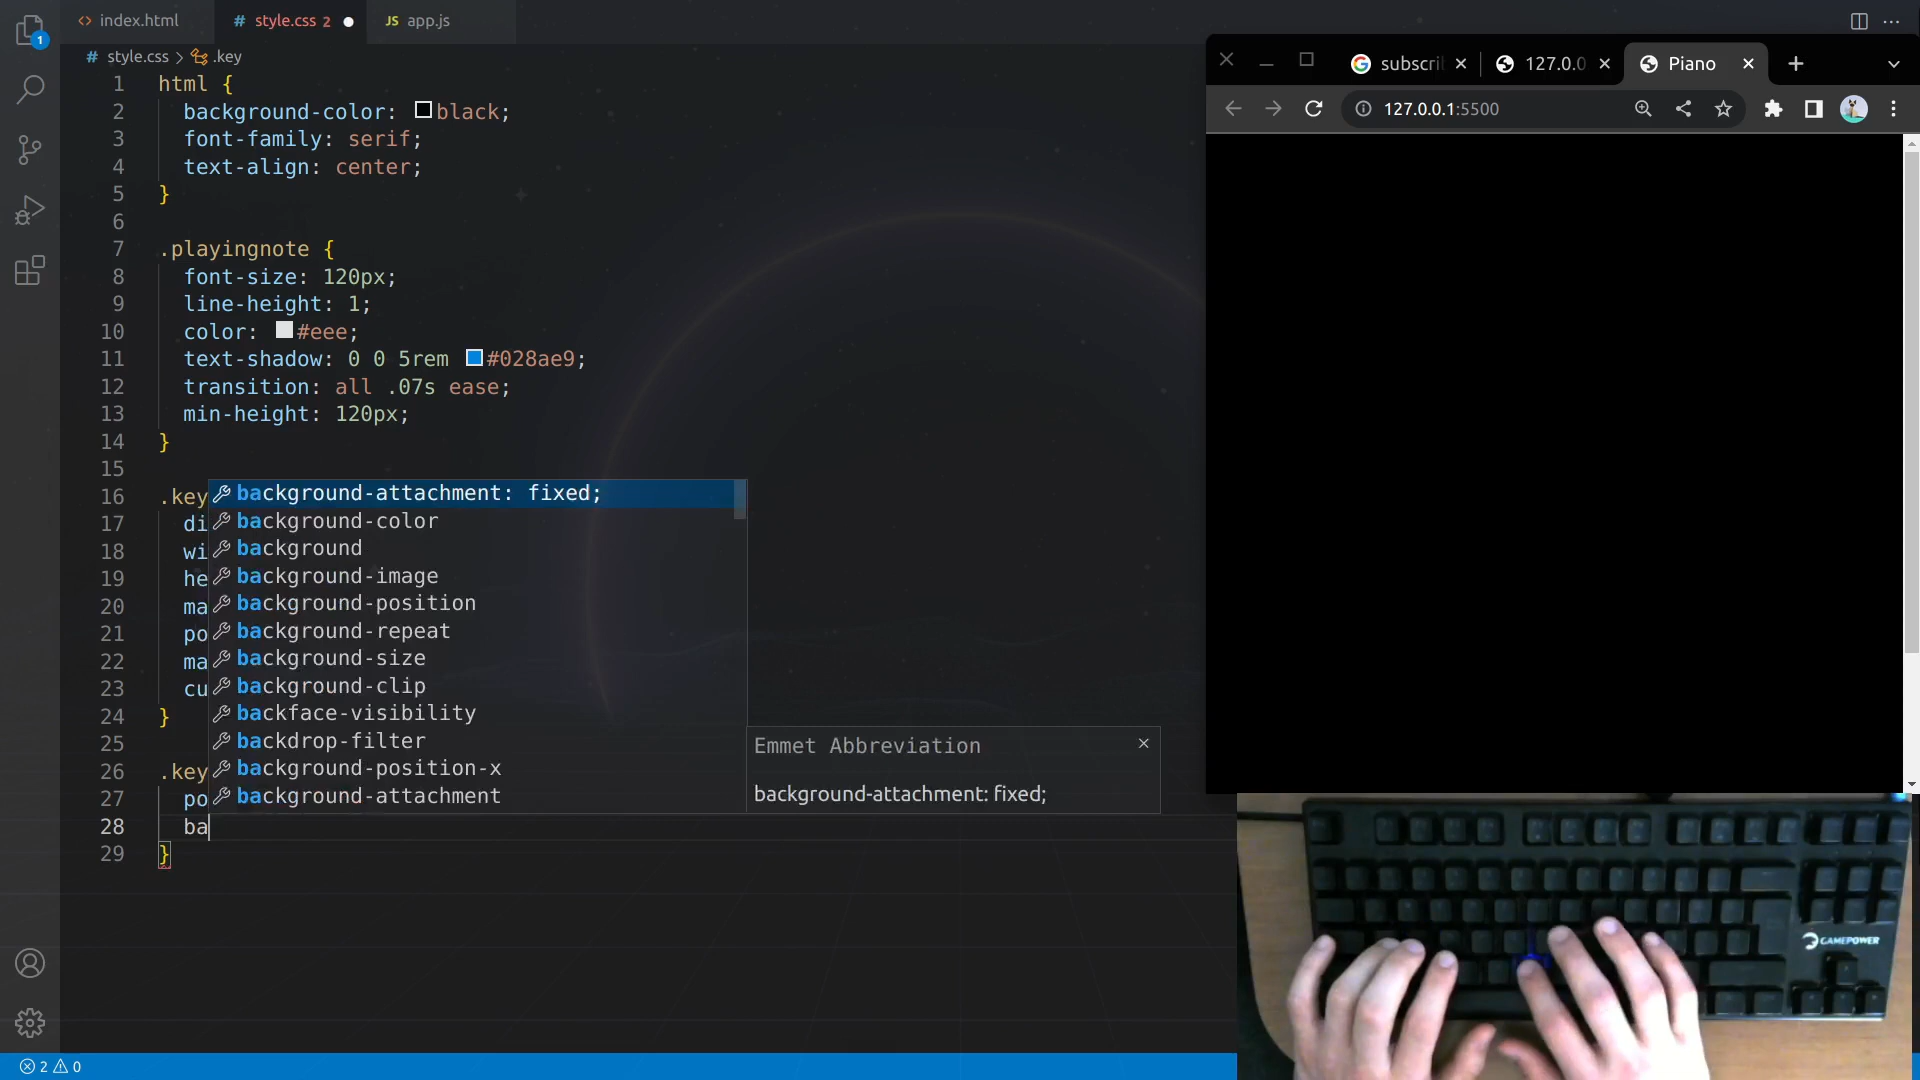 index.html
style.css 2
JS app.js
1
# style.css > .key
1 html {
2 background-color: black;
3 font-family: serif;
4 text-align: center;
5 }
6
7 .playingnote {
8 font-size: 120px;
9 line-height: 1;
10 color: #eee;
11 text-shadow: 0 0 5rem #028ae9;
12 transition: all .07s ease;
13 min-height: 120px;
14 }
15
16 .key
17 di
18 wi
19 he
20 ma
21 po
22 ma
23 cu
24 }
25
26 .key
27 po
28 ba
29 }
background-attachment: fixed;
background-color
background
background-image
background-position
background-repeat
background-size
background-clip
backface-visibility
backdrop-filter
background-position-x
background-attachment
Emmet Abbreviation
background-attachment: fixed;
2 0
subscri
127.0.0
Piano
127.0.0.1:5500
GAMEPOWER